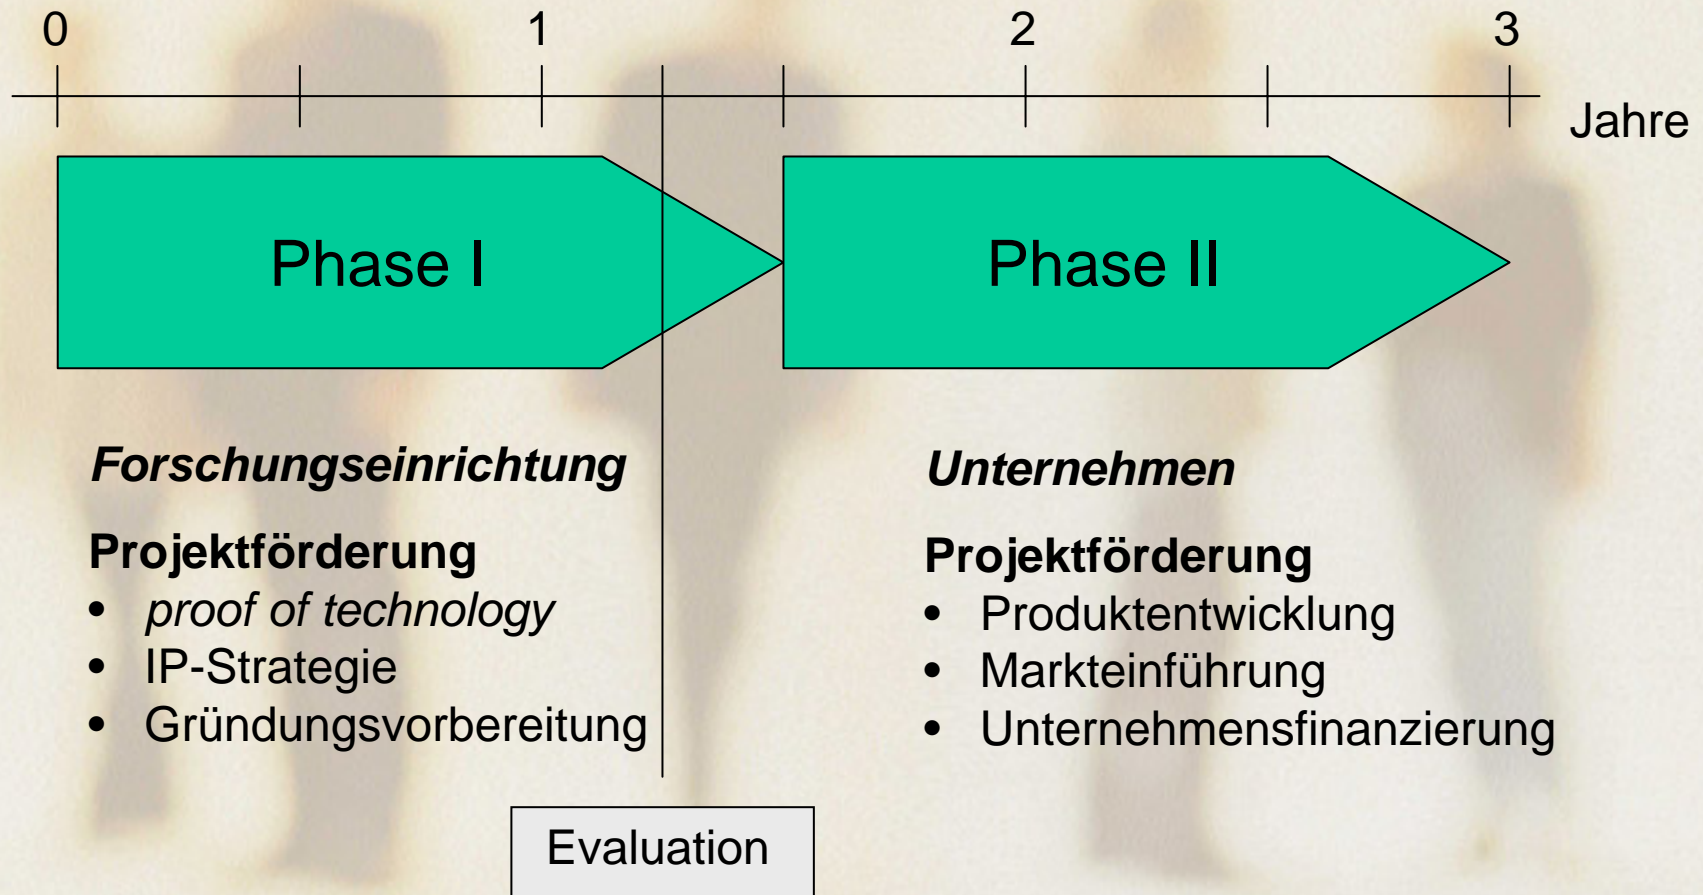 0 1 2 3
Jahre
Phase I
Phase II
Forschungseinrichtung
Projektförderung
• proof of technology
• IP-Strategie
• Gründungsvorbereitung
Unternehmen
Projektförderung
• Produktentwicklung
• Markteinführung
• Unternehmensfinanzierung
Evaluation